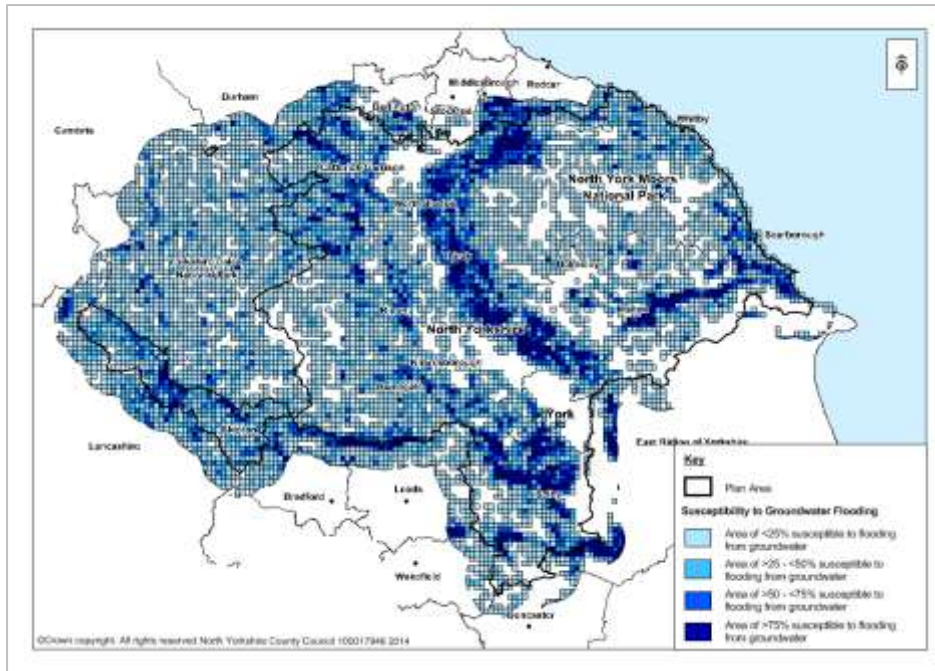 Durham
Middlesbrough
Redcar
Cumbria
Whitby
North York Moors
National Park
Scarborough
North Yorkshire
York
Lancashire
East Riding of Yorkshire
Bradford
Leeds
Wakefield
Doncaster
Key
Plan Area
Susceptibility to Groundwater Flooding
Area of <25% susceptible to flooding
from groundwater
Area of >25 - <50% susceptible to
flooding from groundwater
Area of >50 - <75% susceptible to
flooding from groundwater
Area of >75% susceptible to flooding
from groundwater
©Crown copyright. All rights reserved North Yorkshire County Council 100017946 2014